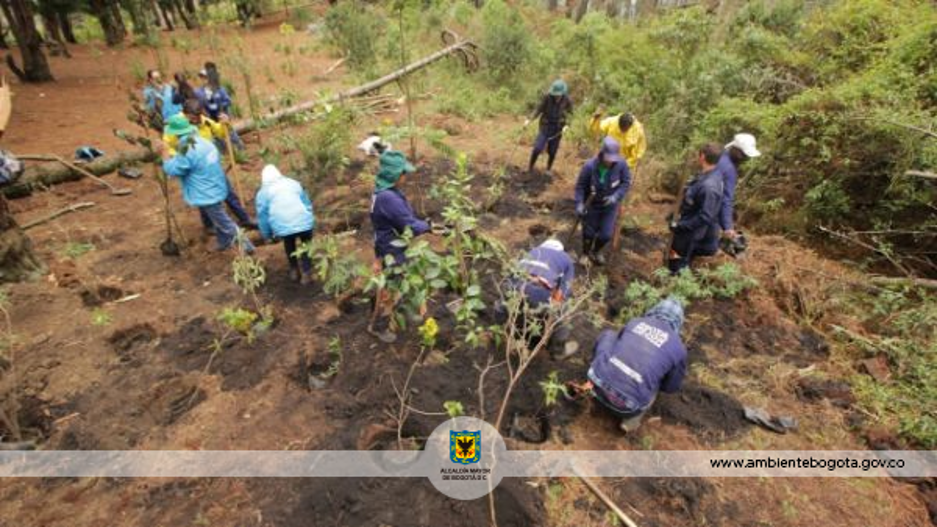 www.ambientebogota.gov.co
ALCALDÍA MAYOR
DE BOGOTÁ D.C.